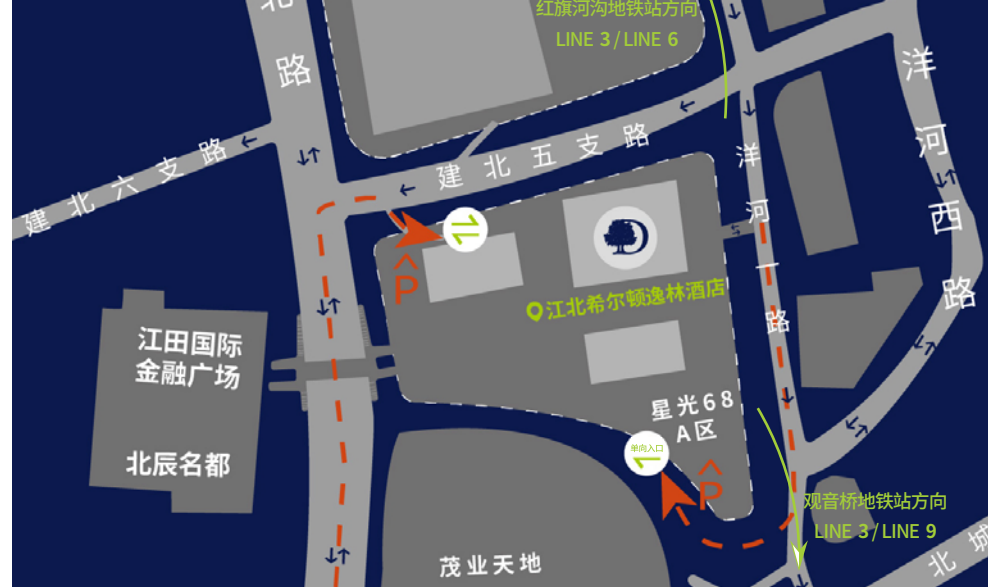 红旗河沟地铁站方向
LINE 3/LINE 6
北
路
洋
河
西
路
建北六支路
建北五支路
洋
河
一
路
P
江北希尔顿逸林酒店
江田国际
金融广场
北辰名都
星光68
A区
单向入口
P
观音桥地铁站方向
LINE 3/LINE 9
茂业天地
北城